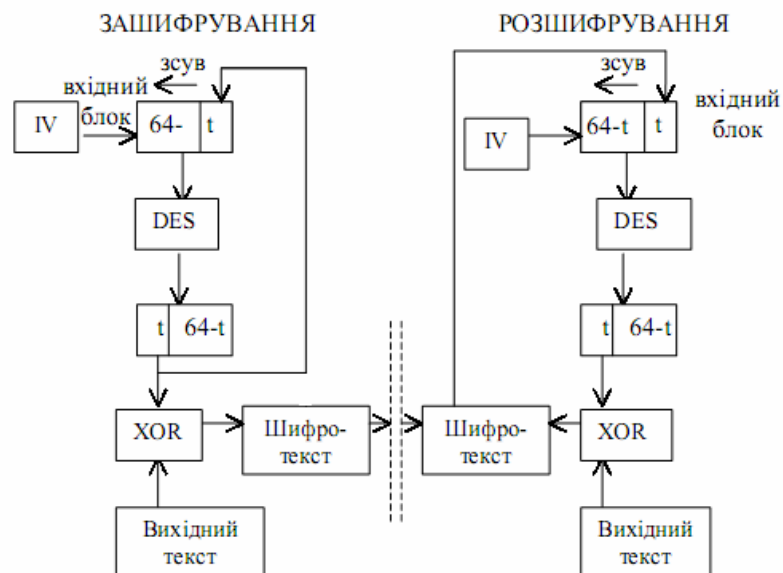 ЗАШИФРУВАННЯ
зсув
вхідний
блок
IV
64-
t
DES
t
64-t
XOR
Шифро-
текст
Вихідний
текст
РОЗШИФРУВАННЯ
зсув
вхідний
блок
IV
64-t
t
DES
t
64-t
Шифро-
текст
XOR
Вихідний
текст